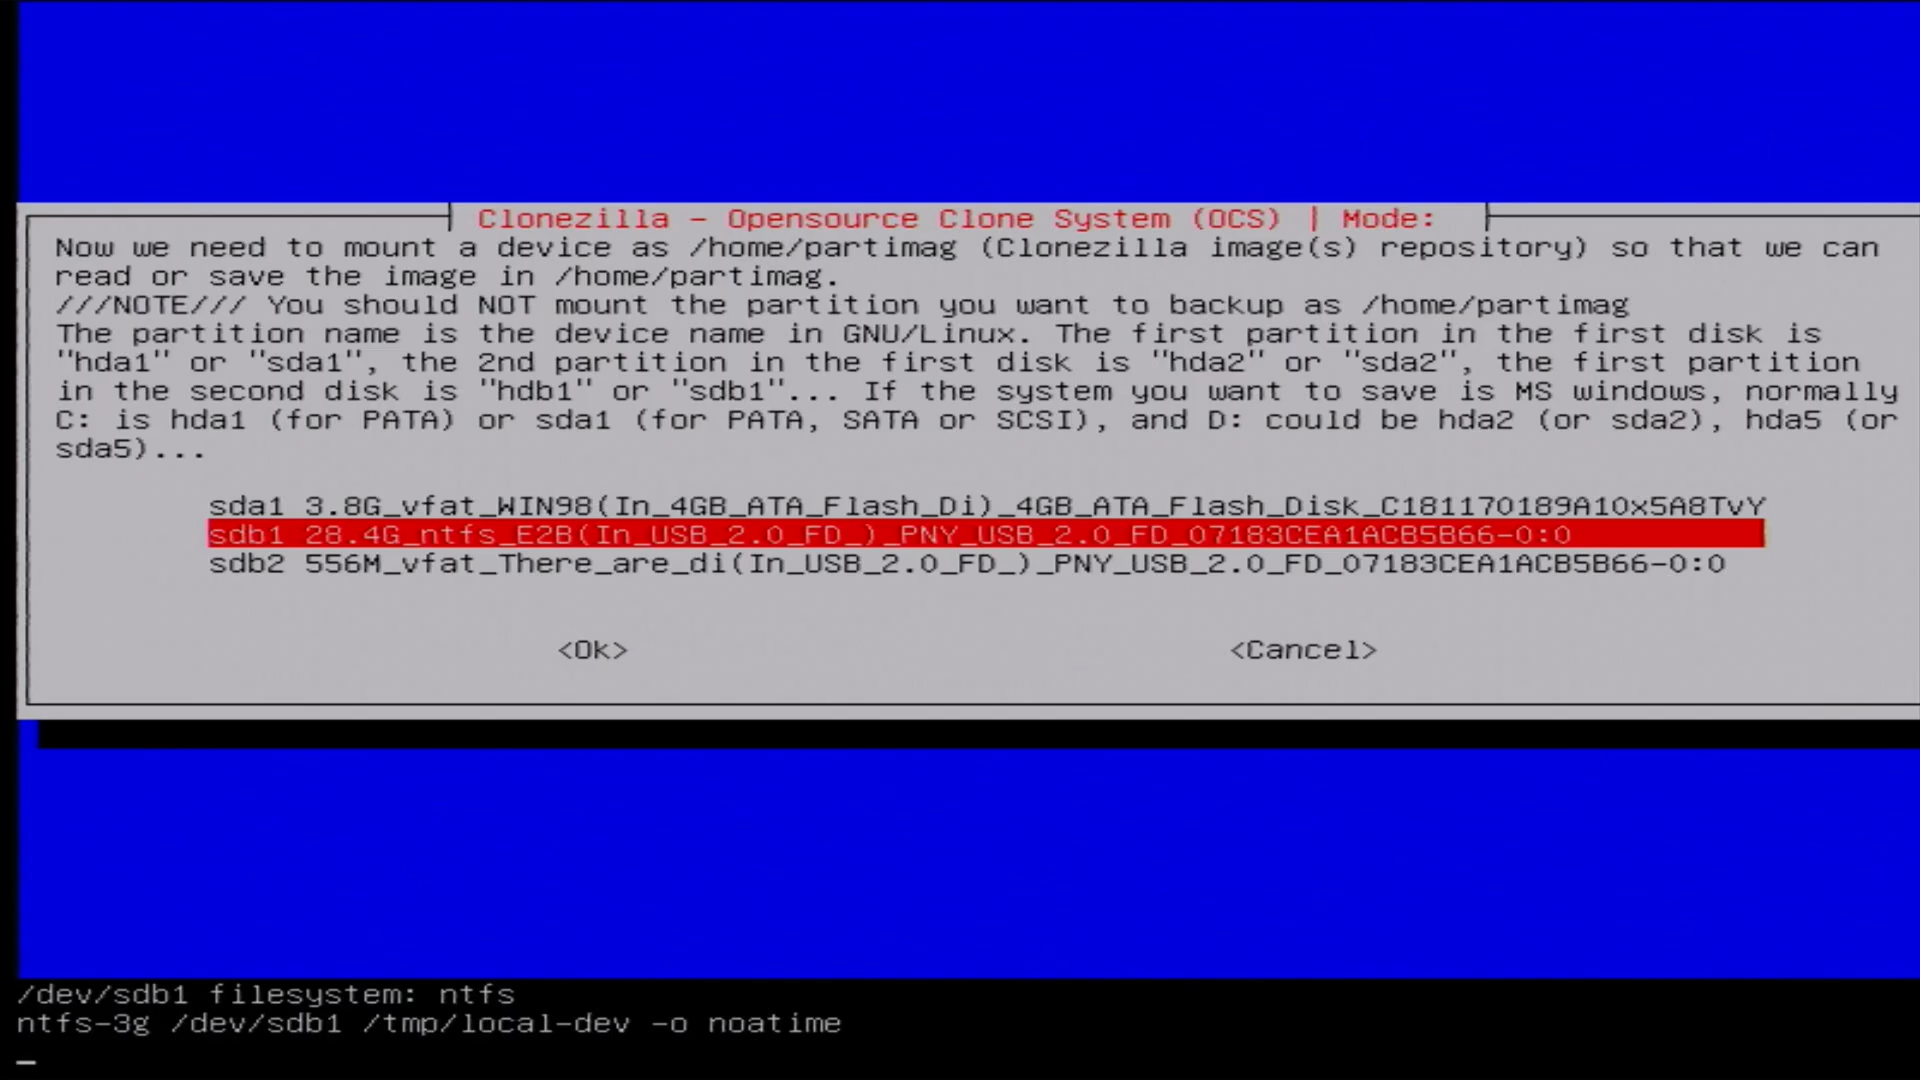 Clonezilla - Opensource Clone System (OCS) | Mode:
Now we need to mount a device as /home/partimag (Clonezilla image(s) repository) so that we can
read or save the image in /home/partimag.
///NOTE/// You should NOT mount the partition you want to backup as /home/partimag
The partition name is the device name in GNU/Linux. The first partition in the first disk is
"hda1" or "sda1", the 2nd partition in the first disk is "hda2" or "sda2", the first partition
in the second disk is "hdb1" or "sdb1"... If the system you want to save is MS windows, normally
C: is hda1 (for PATA) or sda1 (for PATA, SATA or SCSI), and D: could be hda2 (or sda2), hda5 (or
sda5)...
sda1 3.8G_vfat_WIN98(In_4GB_ATA_Flash_Di)_4GB_ATA_Flash_Disk_C181170189A10x5A8TvY
sdb1 28.4G_ntfs_E2B(In_USB_2.0_FD_)_PNY_USB_2.0_FD_07183CEA1ACB5B66-0:0
sdb2 556M_vfat_There_are_di(In_USB_2.0_FD_)_PNY_USB_2.0_FD_07183CEA1ACB5B66-0:0
<Ok> <Cancel>
/dev/sdb1 filesystem: ntfs
ntfs-3g /dev/sdb1 /tmp/local-dev -o noatime
_